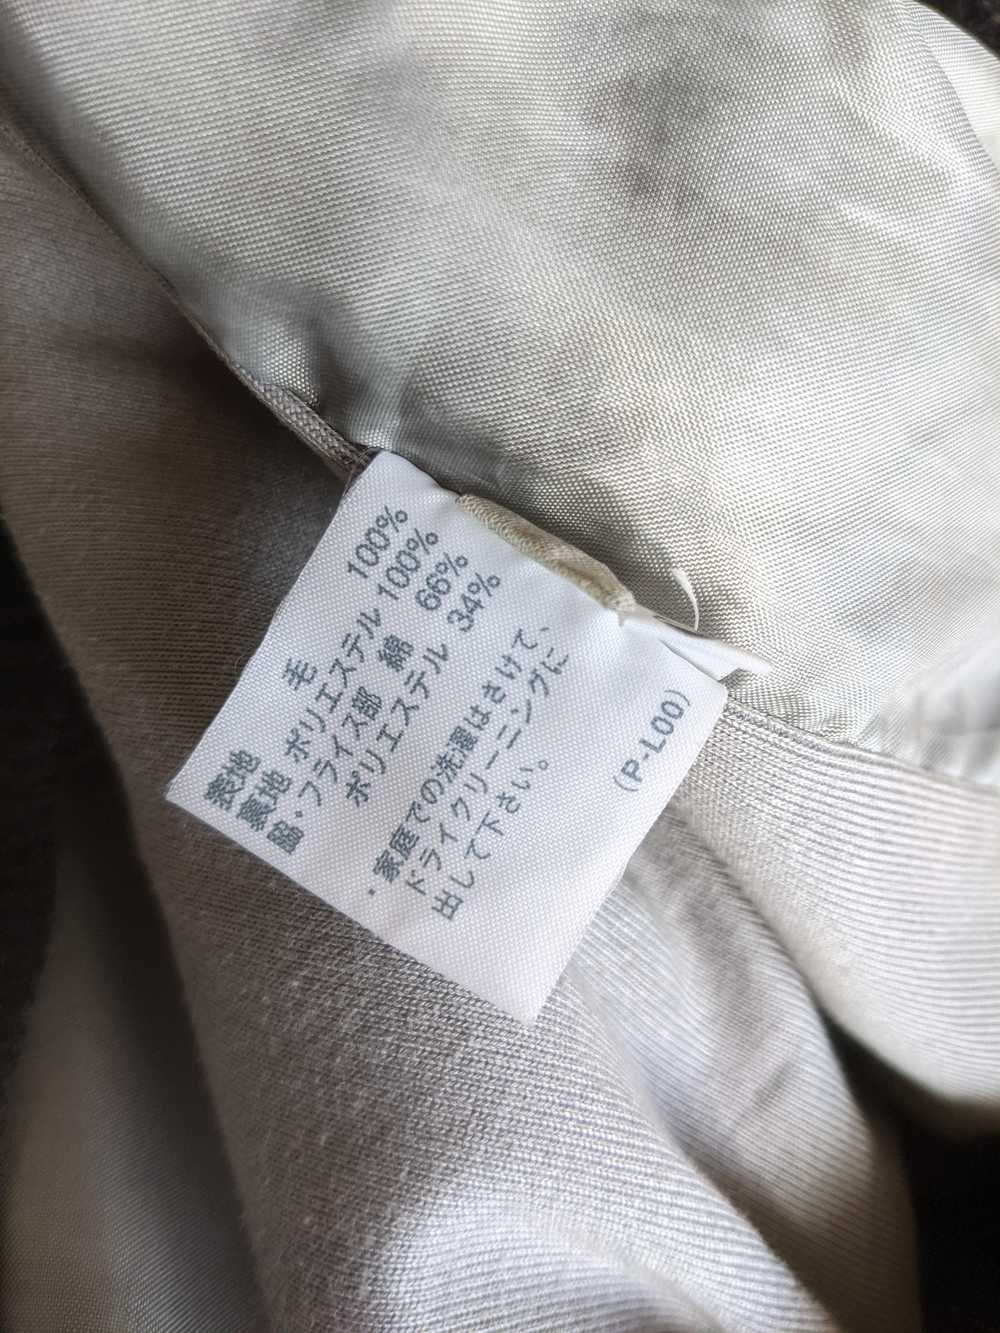 表地 毛 100%
裏地 ポリエステル 100%
脇・フライス部 綿 66%
ポリエステル 34%
・家庭での洗濯はさけて、
ドライクリーニングに
出して下さい。
(P-L00)